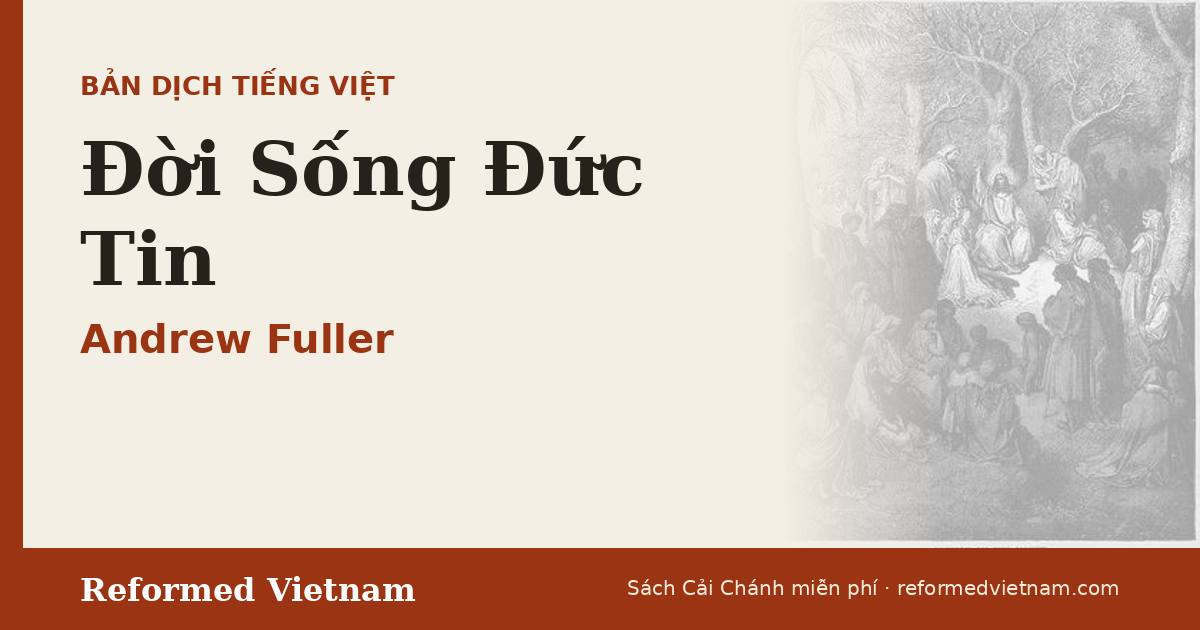 BẢN DỊCH TIẾNG VIỆT
Đời Sống Đức
Tin
Andrew Fuller
Reformed Vietnam
Sách Cải Chánh miễn phí · reformedvietnam.com